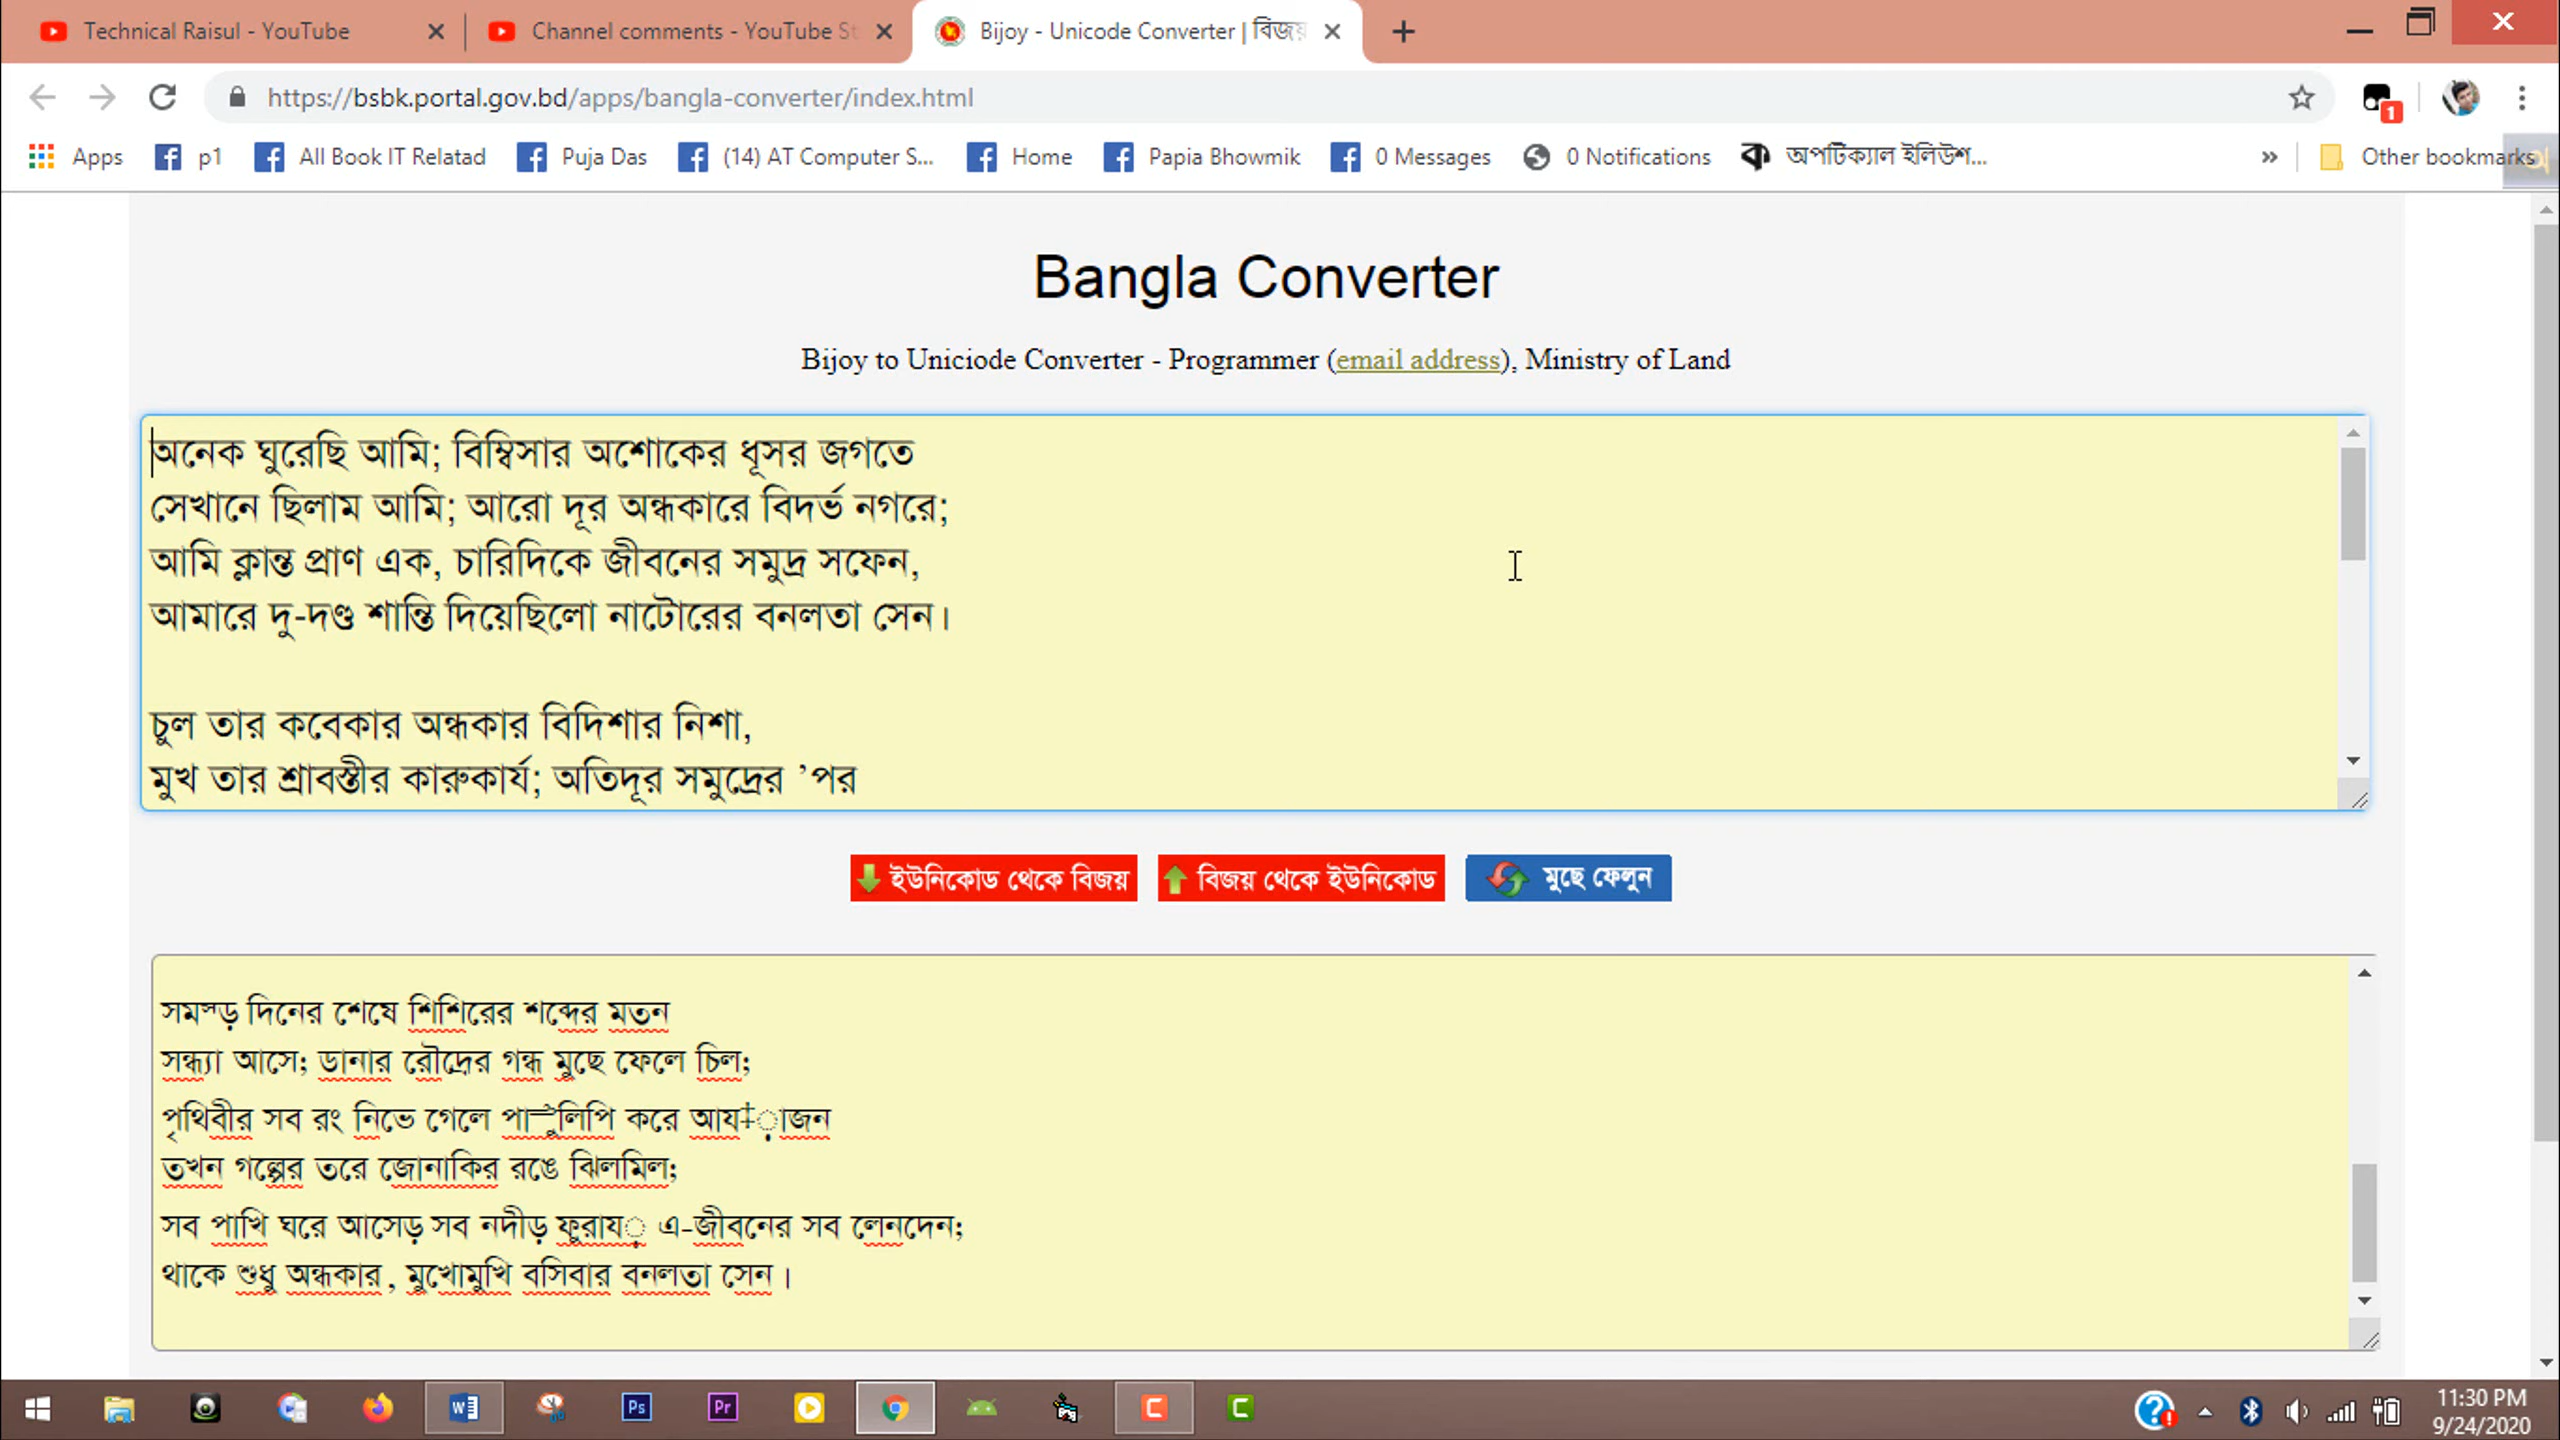 Technical Raisul - YouTube
Channel comments - YouTube St
Bijoy - Unicode Converter | বিজয়
https://bsbk.portal.gov.bd/apps/bangla-converter/index.html
1
Apps
p1
All Book IT Relatad
Puja Das
(14) AT Computer S...
Home
Papia Bhowmik
0 Messages
0 Notifications
অপটিক্যাল ইলিউশ...
»
Other bookmarks
Bangla Converter
Bijoy to Uniciode Converter - Programmer (email address), Ministry of Land
অনেক ঘুরেছি আমি; বিম্বিসার অশোকের ধূসর জগতে
সেখানে ছিলাম আমি; আরো দূর অন্ধকারে বিদর্ভ নগরে;
আমি ক্লান্ত প্রাণ এক, চারিদিকে জীবনের সমুদ্র সফেন,
আমারে দু-দণ্ড শান্তি দিয়েছিলো নাটোরের বনলতা সেন।
চুল তার কবেকার অন্ধকার বিদিশার নিশা,
মুখ তার শ্রাবস্তীর কারুকার্য; অতিদূর সমুদ্রের ’পর
ইউনিকোড থেকে বিজয়
বিজয় থেকে ইউনিকোড
মুছে ফেলুন
দিনের শেষে শিশিরের শব্দের মতন
সন্ধ্যা আসে; ডানার রৌদ্রের গন্ধ মুছে ফেলে চিল;
পৃথিবীর সব রং নিভে গেলে করে
তখন গল্পের তরে জোনাকির রঙে ঝিলমিল;
সব পাখি ঘরে আসেড় সব নদীড় ফুরায় এ-জীবনের সব লেনদেন;
থাকে শুধু অন্ধকার, মুখোমুখি বসিবার বনলতা সেন।
Ps
Pr
11:30 PM
9/24/2020